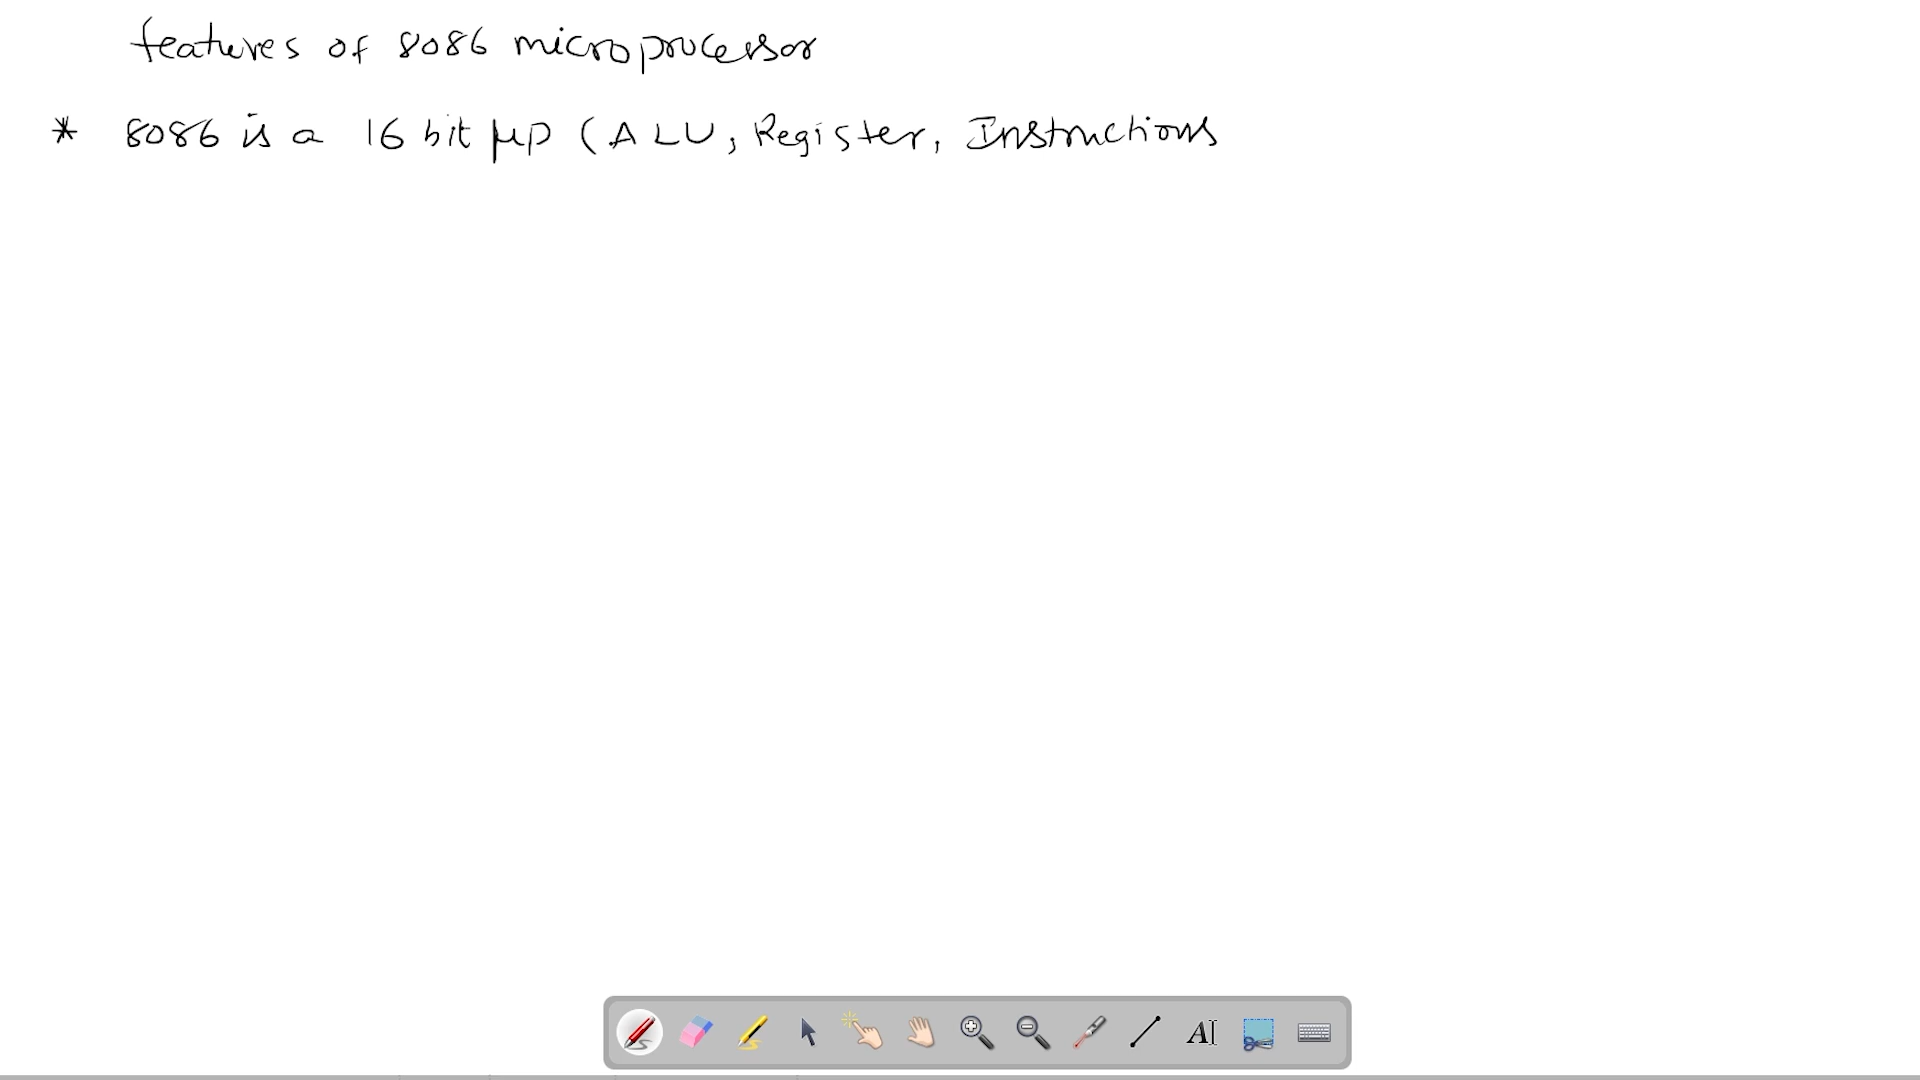 features of 8086 microprocessor
* 8086 is a 16 bit μp (ALU, Register, Instructions